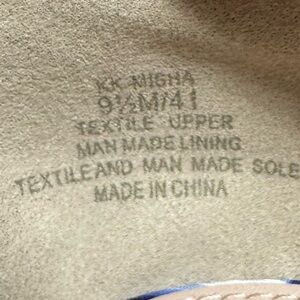 KK MISHA
9½M/41
TEXTILE UPPER
MAN MADE LINING
TEXTILE AND MAN MADE SOLE
MADE IN CHINA